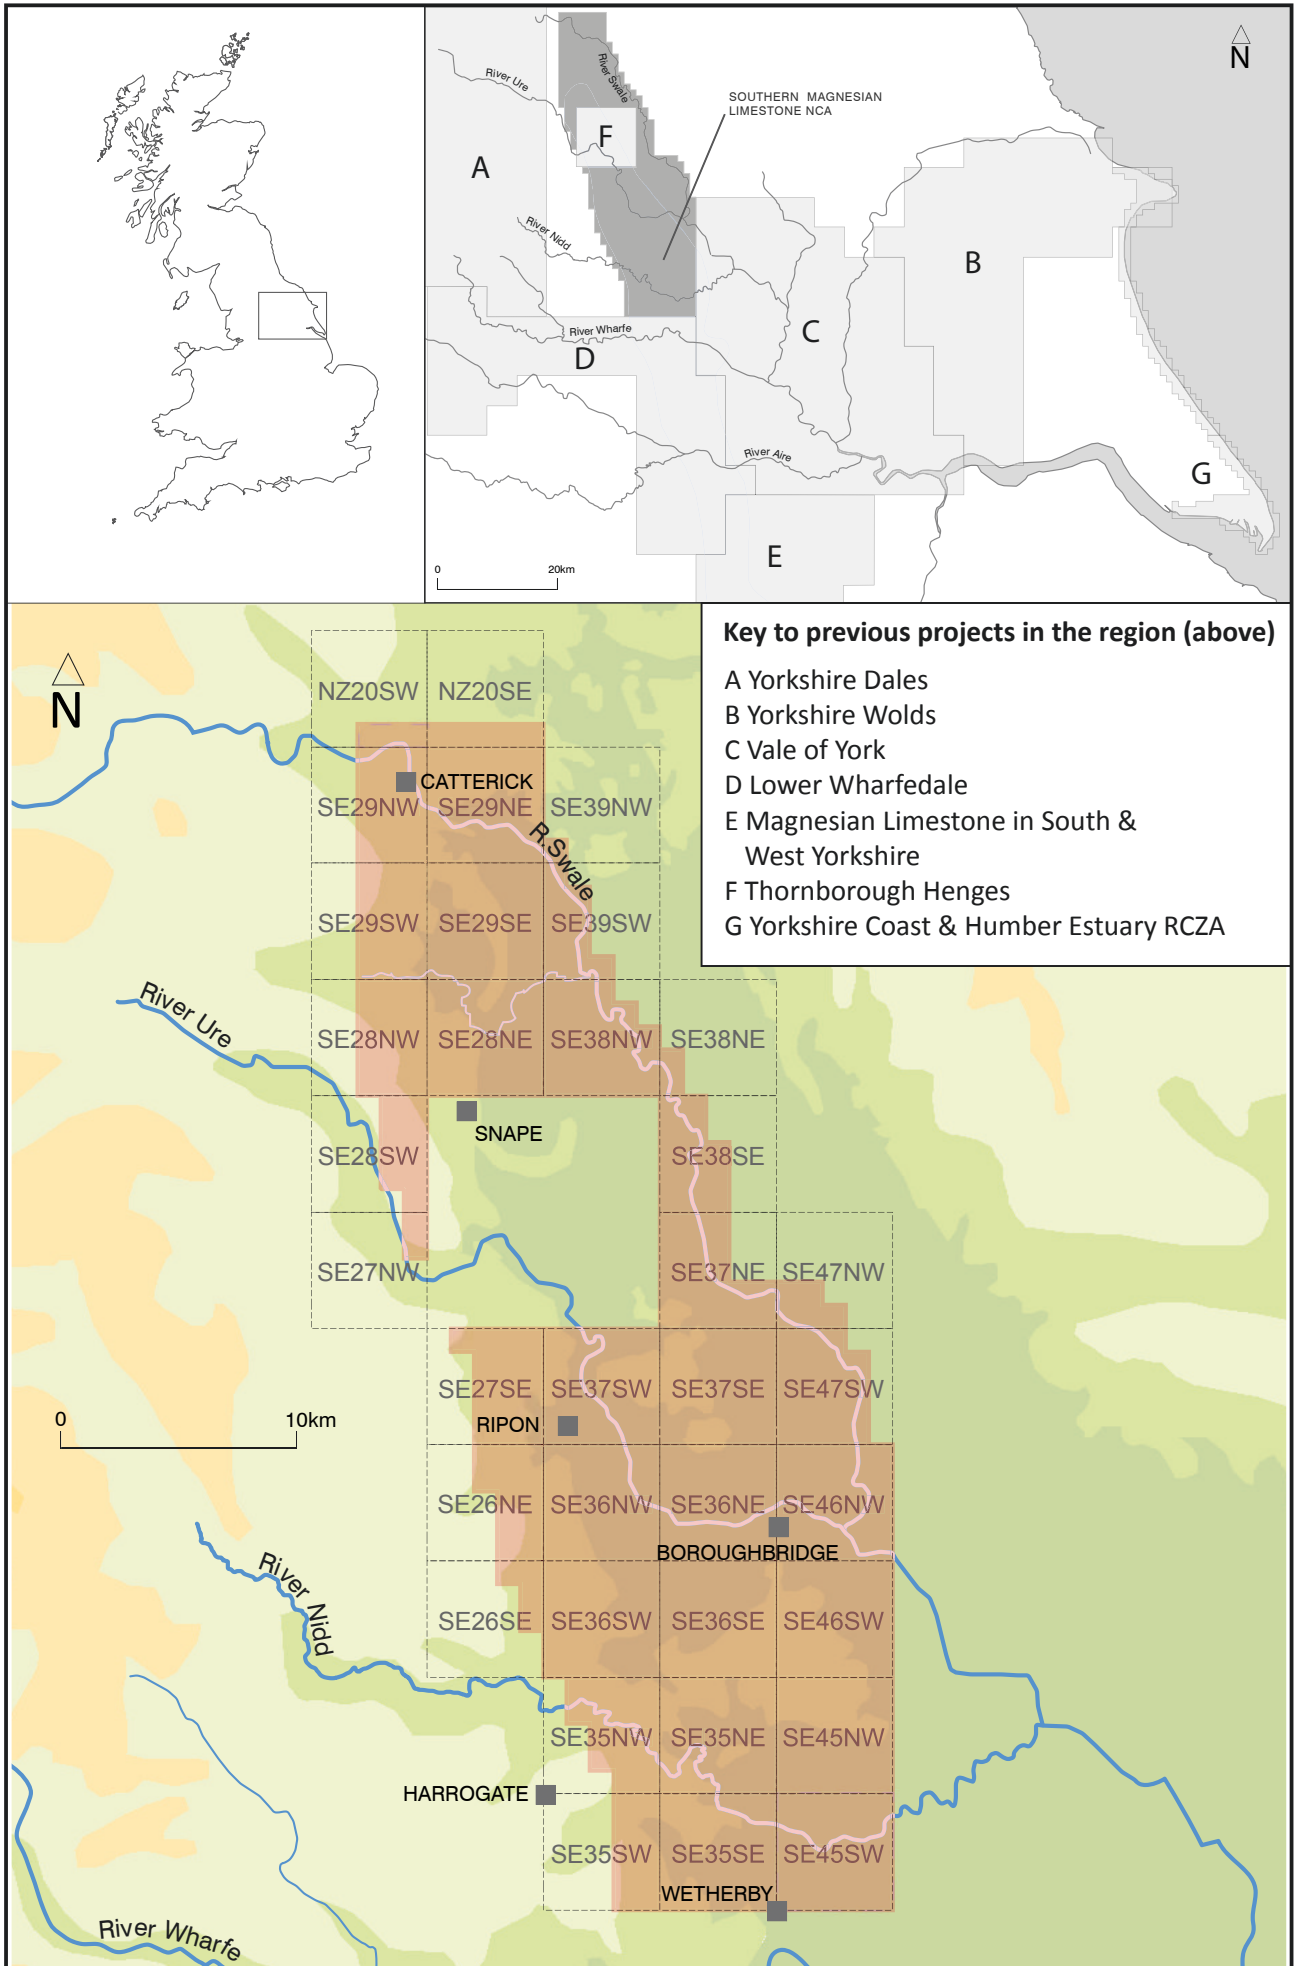 N
River Ure
River Swale
SOUTHERN MAGNESIAN
LIMESTONE NCA
F
A
River Nidd
B
C
River Wharfe
D
River Aire
G
E
0 20km
Key to previous projects in the region (above)
A Yorkshire Dales
B Yorkshire Wolds
C Vale of York
D Lower Wharfedale
E Magnesian Limestone in South &
West Yorkshire
F Thornborough Henges
G Yorkshire Coast & Humber Estuary RCZA
N
NZ20SW NZ20SE
CATTERICK
SE29NW SE29NE SE39NW
R.Swale
SE29SW SE29SE SE39SW
River Ure
SE28NW SE28NE SE38NW SE38NE
SNAPE
SE28SW SE38SE
SE27NW SE37NE SE47NW
SE27SE SE37SW SE37SE SE47SW
0 10km
RIPON
SE26NE SE36NW SE36NE SE46NW
BOROUGHBRIDGE
River Nidd
SE26SE SE36SW SE36SE SE46SW
SE35NW SE35NE SE45NW
HARROGATE
SE35SW SE35SE SE45SW
WETHERBY
River Wharfe